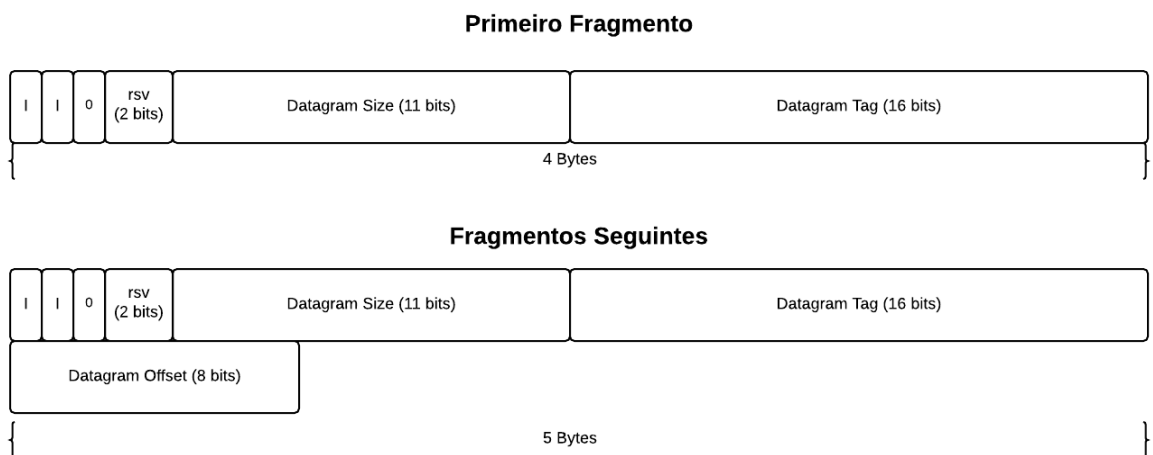 Primeiro Fragmento
I I 0 rsv (2 bits) Datagram Size (11 bits) Datagram Tag (16 bits)
4 Bytes
Fragmentos Seguintes
I I 0 rsv (2 bits) Datagram Size (11 bits) Datagram Tag (16 bits)
Datagram Offset (8 bits)
5 Bytes